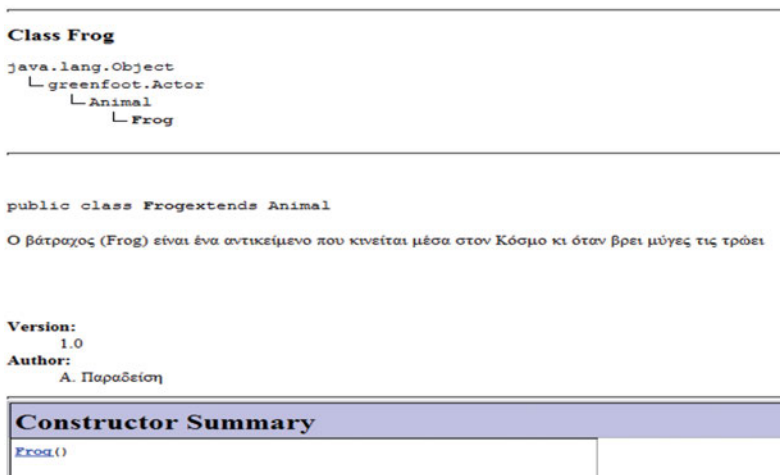 Class Frog
java.lang.Object
greenfoot.Actor
Animal
Frog
public class Frogextends Animal
Ο βάτραχος (Frog) είναι ένα αντικείμενο που κινείται μέσα στον Κόσμο κι όταν βρει μύγες τις τρώει
Version:
1.0
Author:
Α. Παραδείση
Constructor Summary
Frog()